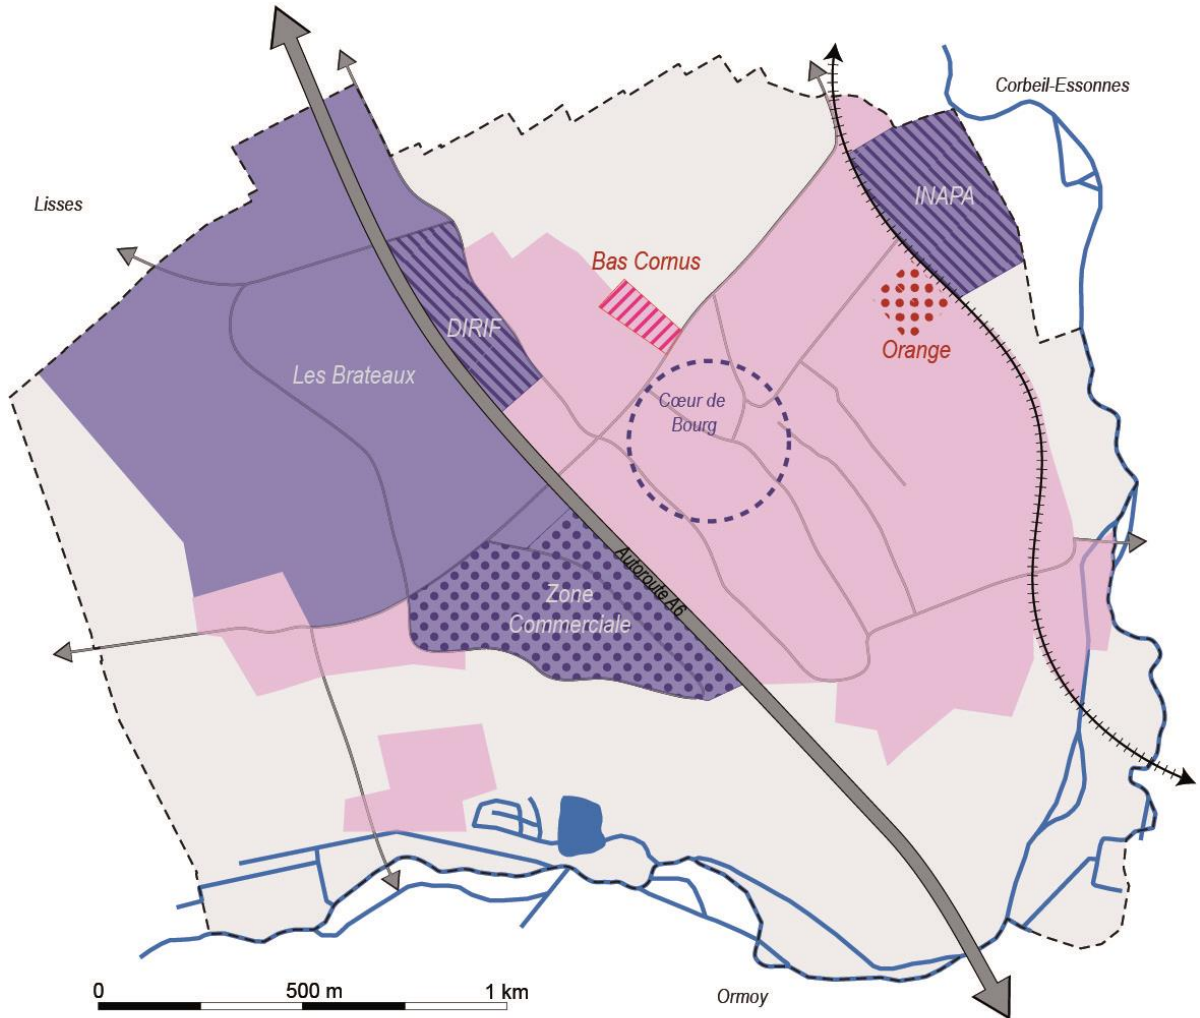 Corbeil-Essonnes
INAPA
Lisses
Bas Cornus
DIRIF
Orange
Les Brateaux
Cœur de
Bourg
Autoroute A6
Zone
Commerciale
0 500 m 1 km
Ormoy